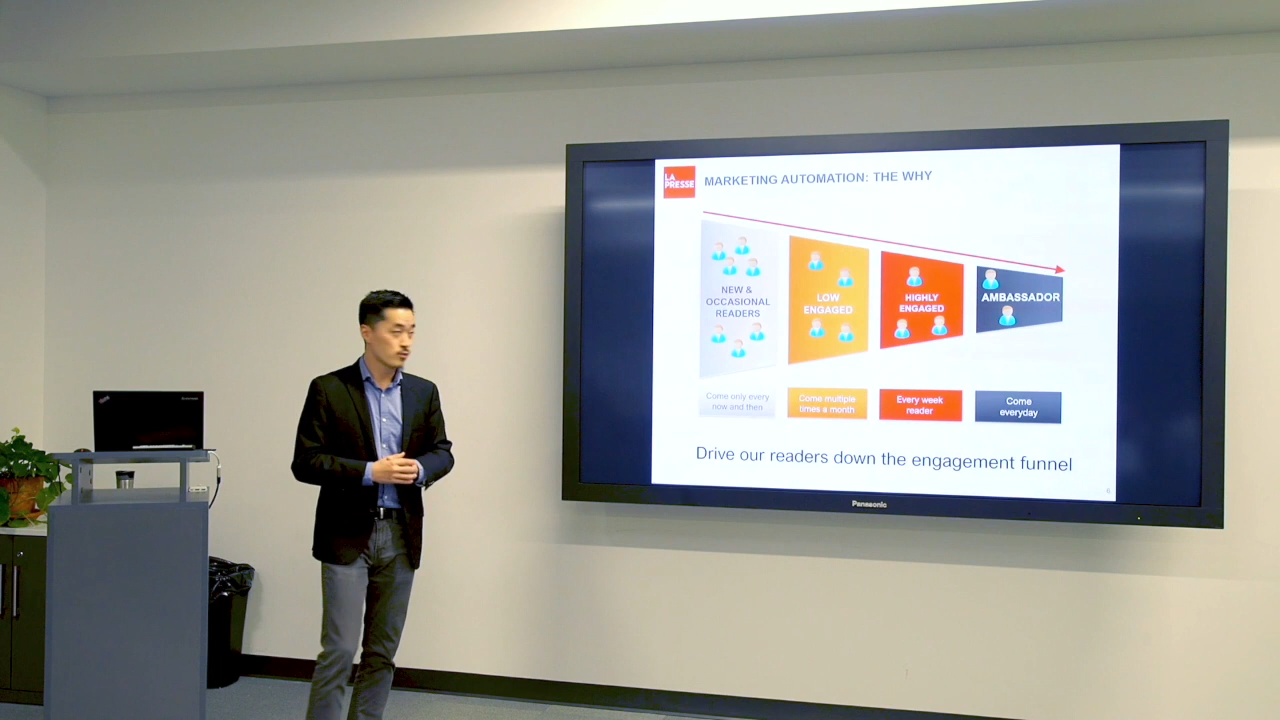 LA
PRESSE
MARKETING AUTOMATION: THE WHY
NEW &
OCCASIONAL
READERS
LOW
ENGAGED
HIGHLY
ENGAGED
AMBASSADOR
Come only every
now and then
Come multiple
times a month
Every week
reader
Come
everyday
Drive our readers down the engagement funnel
6
Panasonic